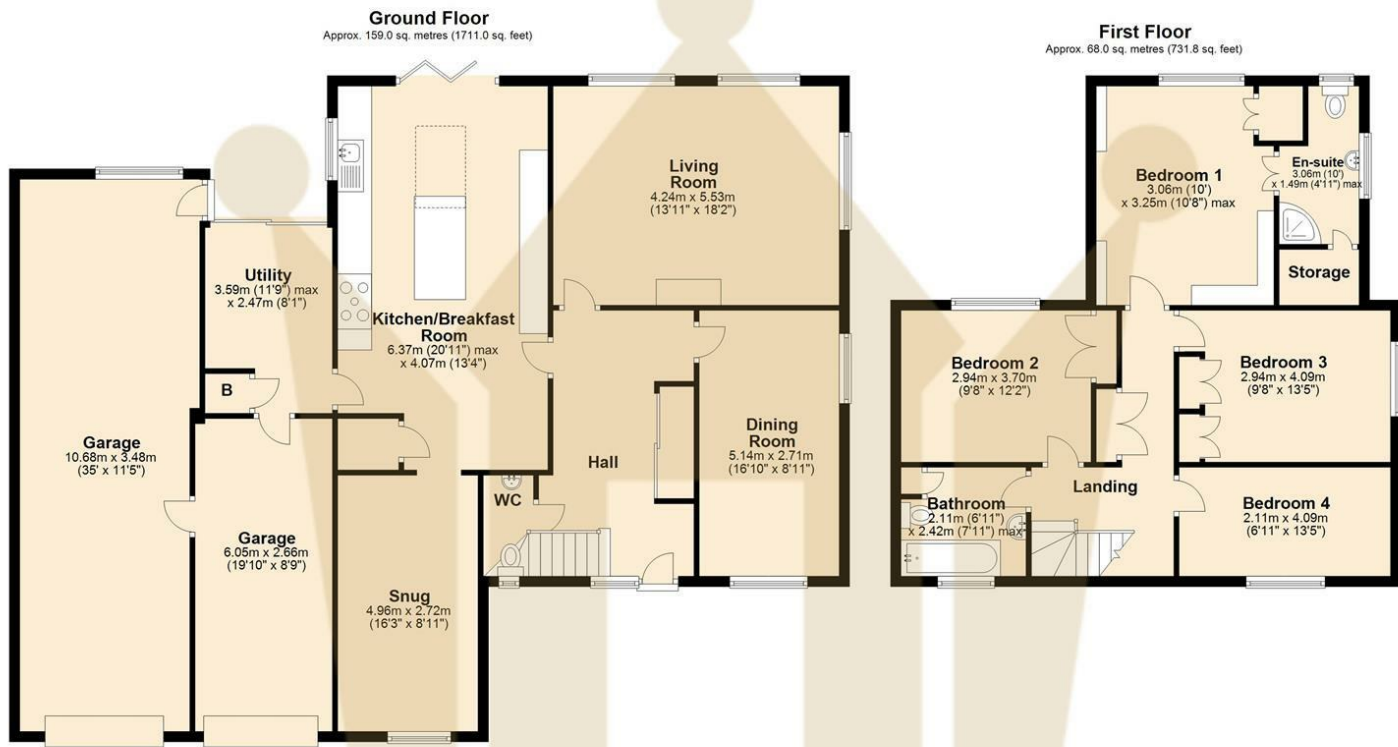 Ground Floor
Approx. 159.0 sq. metres (1711.0 sq. feet)
Living
Room
4.24m x 5.53m
(13'11" x 18'2")
Utility
3.59m (11'9") max
x 2.47m (8'1")
Kitchen/Breakfast
Room
6.37m (20'11") max
x 4.07m (13'4")
B
Garage
10.68m x 3.48m
(35' x 11'5")
Dining
Room
5.14m x 2.71m
(16'10" x 8'11")
Hall
WC
Garage
6.05m x 2.66m
(19'10" x 8'9")
Snug
4.96m x 2.72m
(16'3" x 8'11")
First Floor
Approx. 68.0 sq. metres (731.8 sq. feet)
Bedroom 1
3.06m (10')
x 3.25m (10'8") max
En-suite
3.06m (10')
x 1.49m (4'11") max
Storage
Bedroom 2
2.94m x 3.70m
(9'8" x 12'2")
Bedroom 3
2.94m x 4.09m
(9'8" x 13'5")
Landing
Bathroom
2.11m (6'11")
x 2.42m (7'11") max
Bedroom 4
2.11m x 4.09m
(6'11" x 13'5")